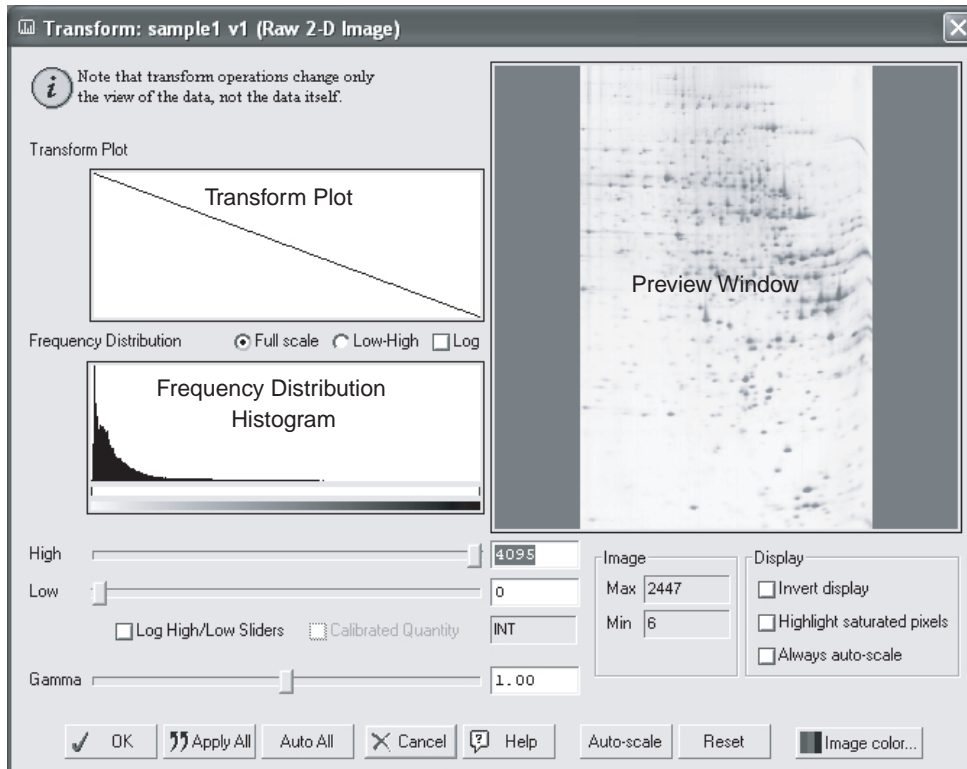 Transform: sample1 v1 (Raw 2-D Image)
Note that transform operations change only
the view of the data, not the data itself.
Transform Plot
Transform Plot
Preview Window
Frequency Distribution Full scale Low-High Log
Frequency Distribution
Histogram
High 4095
Low 0
Log High/Low Sliders Calibrated Quantity INT
Gamma 1.00
Image
Max 2447
Min 6
Display
Invert display
Highlight saturated pixels
Always auto-scale
OK Apply All Auto All Cancel Help Auto-scale Reset Image color...